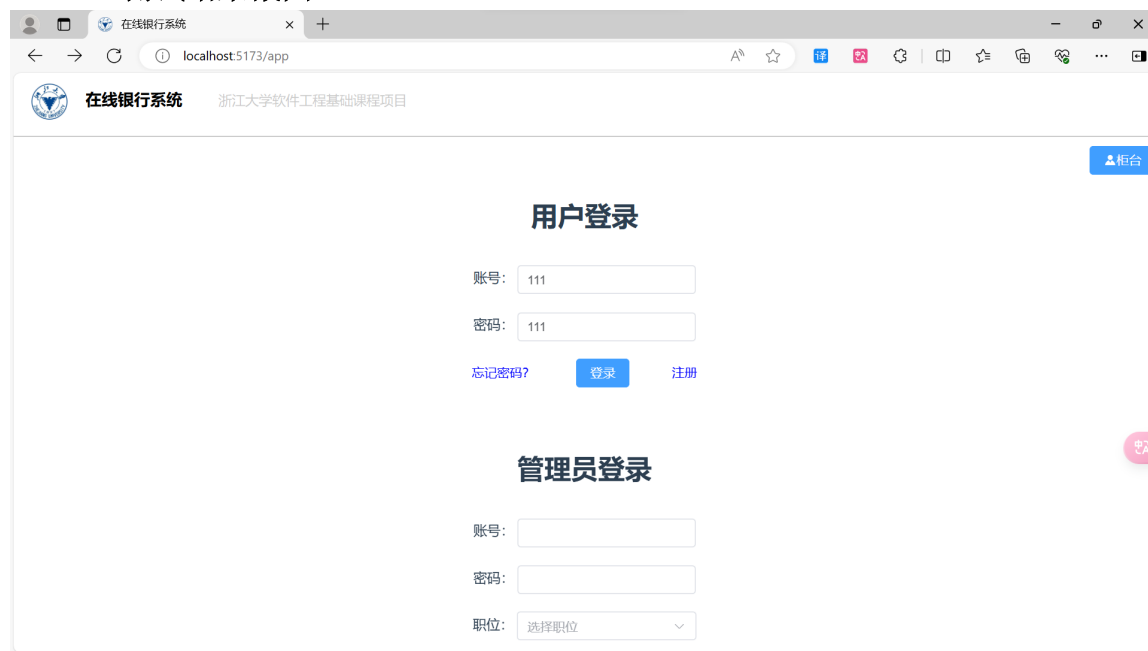 在线银行系统
localhost:5173/app
在线银行系统 浙江大学软件工程基础课程项目
柜台
用户登录
账号: 111
密码: 111
忘记密码? 登录 注册
管理员登录
账号:
密码:
职位: 选择职位